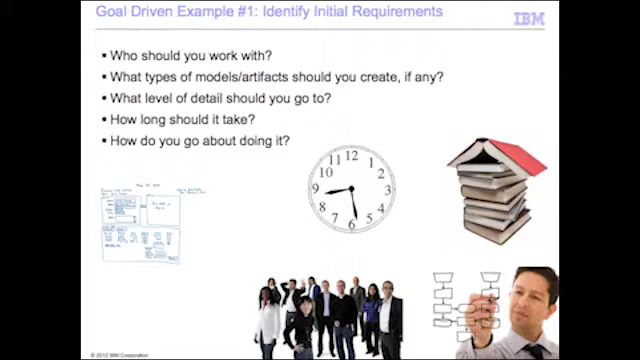 Goal Driven Example #1: Identify Initial Requirements
IBM
▪ Who should you work with?
▪ What types of models/artifacts should you create, if any?
▪ What level of detail should you go to?
▪ How long should it take?
▪ How do you go about doing it?
12
11 1
10 2
9 3
8 4
7 5
6
© 2012 IBM Corporation